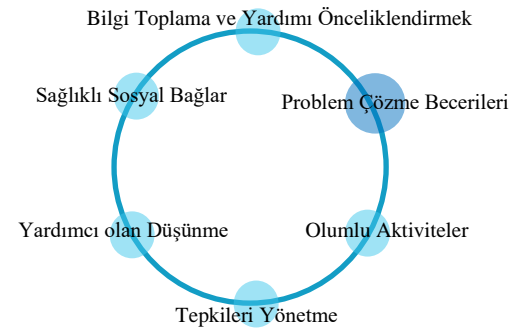 Bilgi Toplama ve Yardımı Önceliklendirmek
Sağlıklı Sosyal Bağlar
Problem Çözme Becerileri
Yardımcı olan Düşünme
Olumlu Aktiviteler
Tepkileri Yönetme